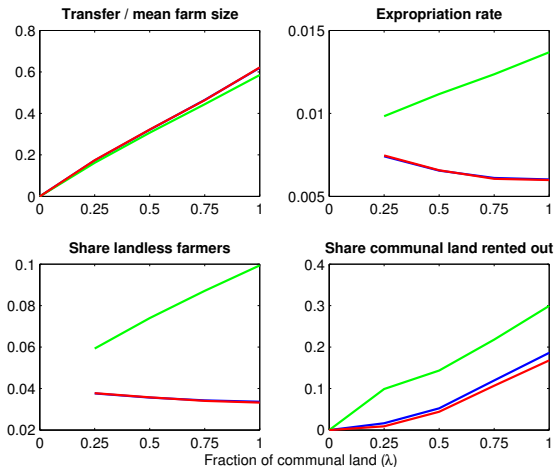 Transfer / mean farm size
0.8
0.6
0.4
0.2
0
0 0.25 0.5 0.75 1
Expropriation rate
0.015
0.01
0.005
0 0.25 0.5 0.75 1
Share landless farmers
0.1
0.08
0.06
0.04
0.02
0 0.25 0.5 0.75 1
Share communal land rented out
0.4
0.3
0.2
0.1
0
0 0.25 0.5 0.75 1
Fraction of communal land (λ)